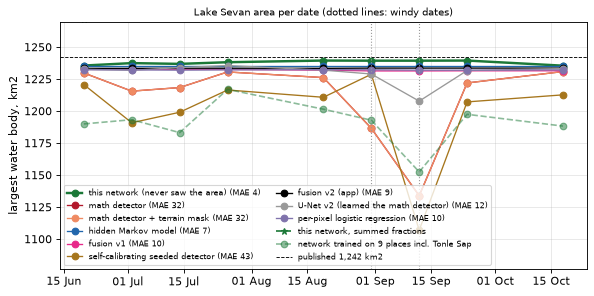 Lake Sevan area per date (dotted lines: windy dates)
largest water body, km2
1250
1225
1200
1175
1150
1125
1100
this network (never saw the area) (MAE 4)
math detector (MAE 32)
math detector + terrain mask (MAE 32)
hidden Markov model (MAE 7)
fusion v1 (MAE 10)
self-calibrating seeded detector (MAE 43)
fusion v2 (app) (MAE 9)
U-Net v2 (learned the math detector) (MAE 12)
per-pixel logistic regression (MAE 10)
this network, summed fractions
network trained on 9 places incl. Tonle Sap
published 1,242 km2
15 Jun
01 Jul
15 Jul
01 Aug
15 Aug
01 Sep
15 Sep
01 Oct
15 Oct